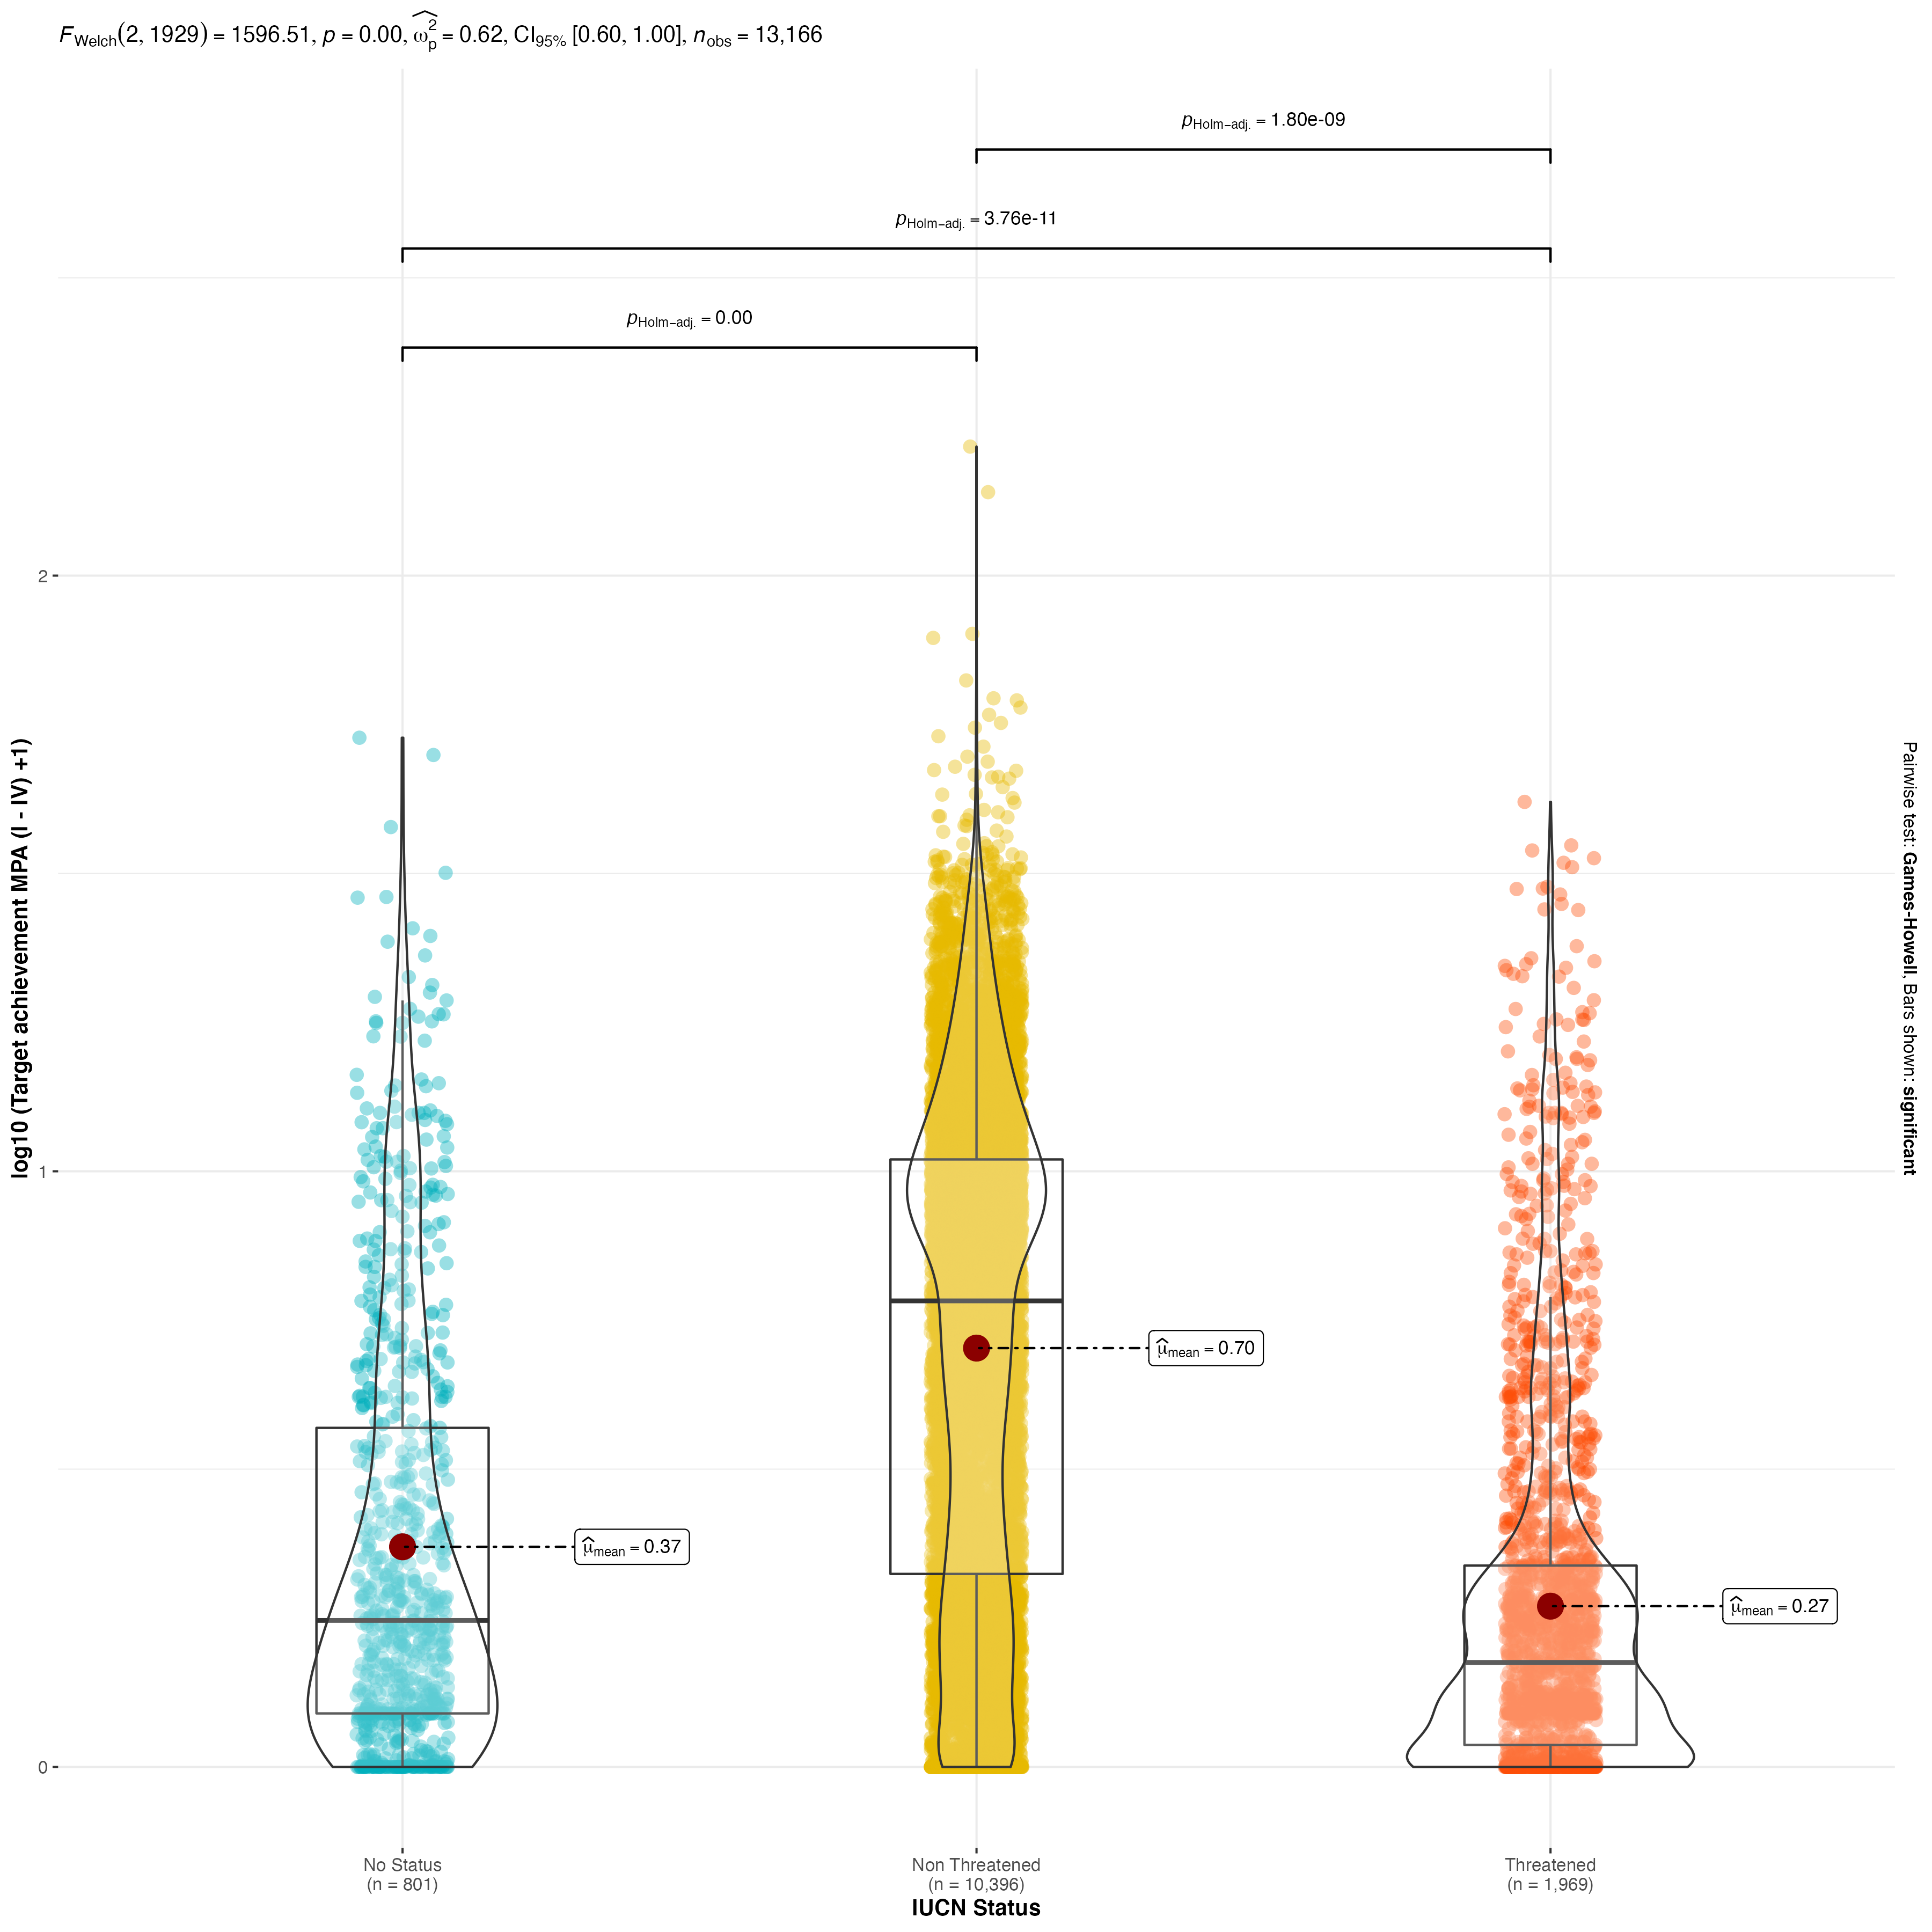 F_Welch(2, 1929) = 1596.51, p = 0.00, ω̂²_p = 0.62, CI_95% [0.60, 1.00], n_obs = 13,166
p_Holm−adj. = 1.80e-09
p_Holm−adj. = 3.76e-11
p_Holm−adj. = 0.00
2
1
0
log10 (Target achievement MPA (I - IV) +1)
μ̂_mean = 0.37
μ̂_mean = 0.70
μ̂_mean = 0.27
Pairwise test: Games-Howell, Bars shown: significant
No Status
(n = 801)
Non Threatened
(n = 10,396)
Threatened
(n = 1,969)
IUCN Status